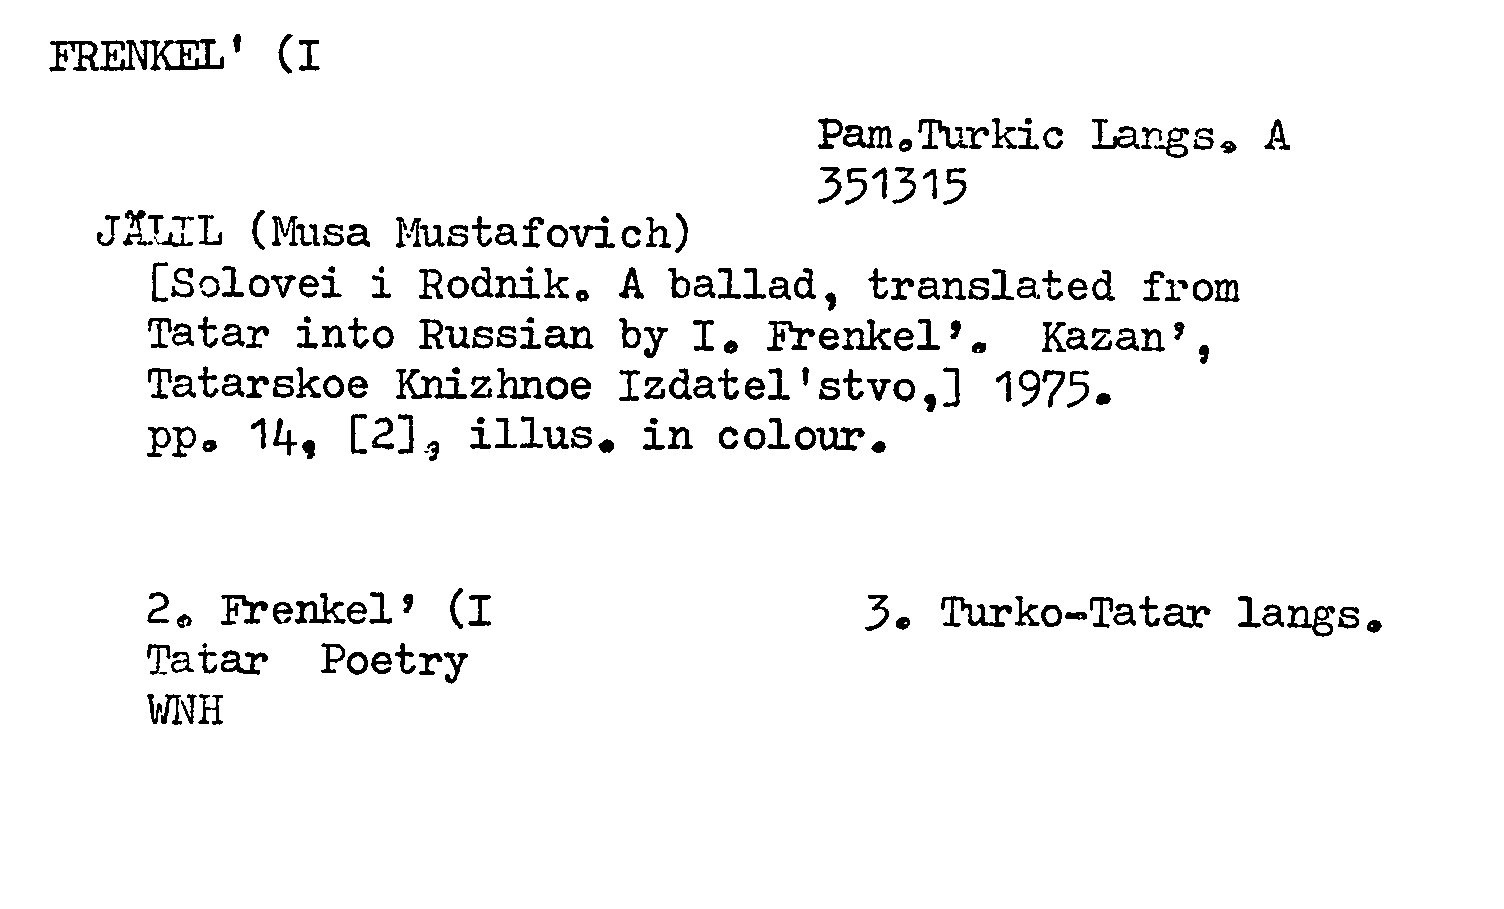 FRENKEL' (I
Pam.Turkic Langs. A
351315
JÄLIL (Musa Mustafovich)
[Solovei i Rodnik. A ballad, translated from
Tatar into Russian by I. Frenkel’. Kazan’,
Tatarskoe Knizhnoe Izdatel'stvo,] 1975.
pp. 14, [2], illus. in colour.
2. Frenkel’ (I
3. Turko-Tatar langs.
Tatar Poetry
WNH